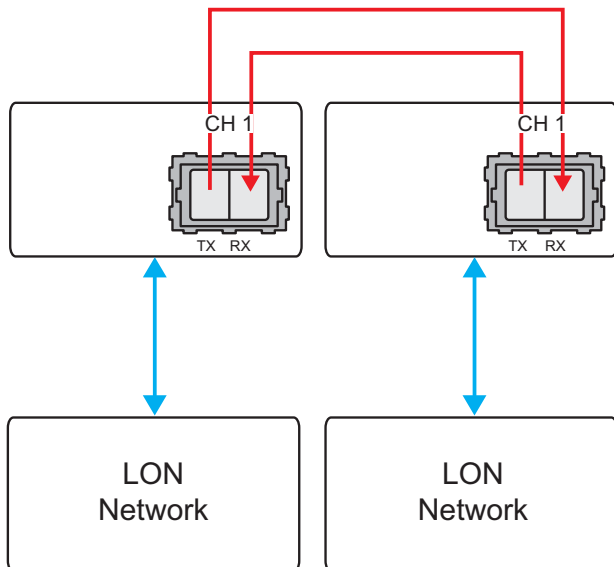 CH 1
CH 1
TX RX
TX RX
LON
Network
LON
Network